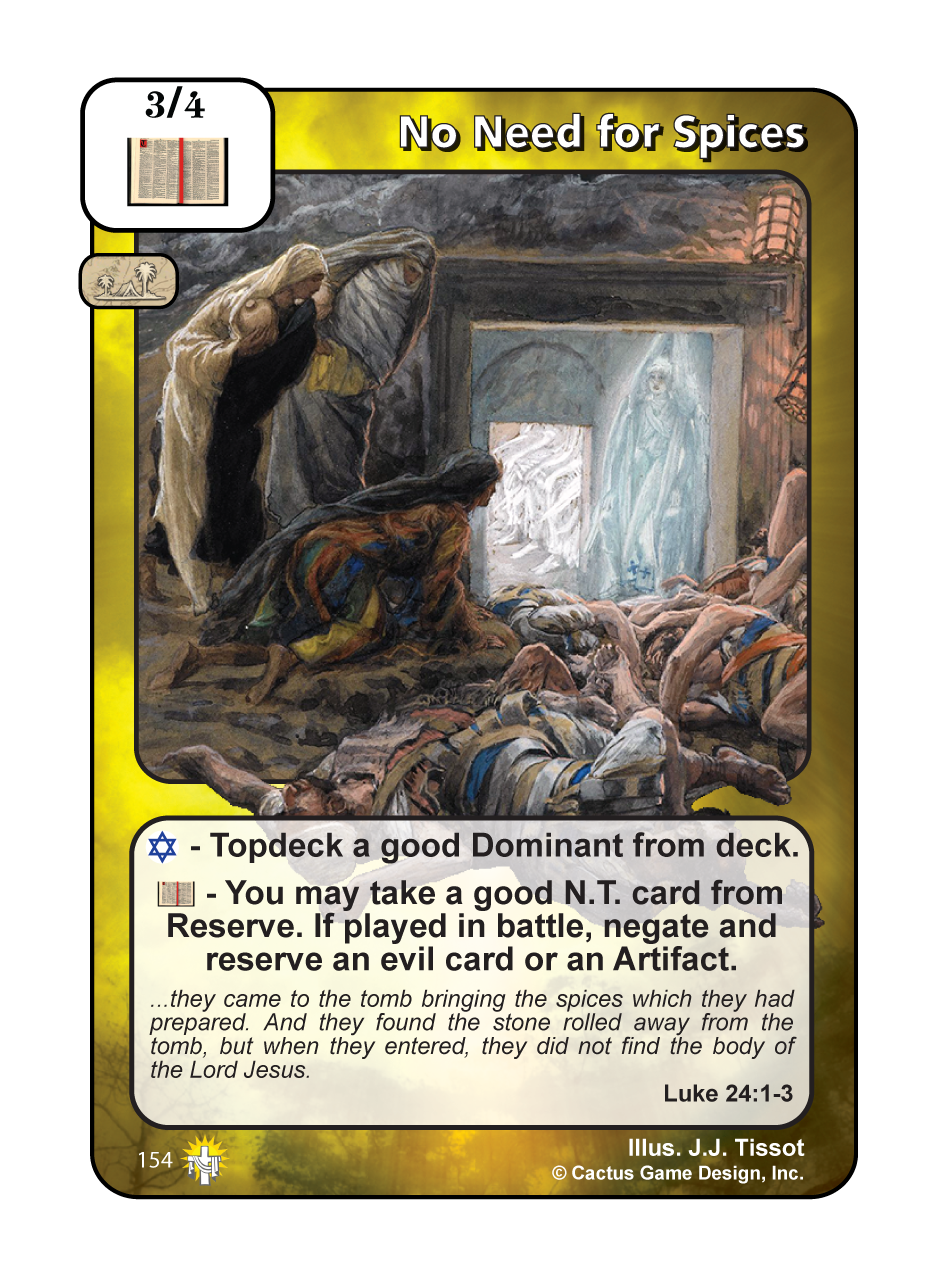 3/4
No Need for Spices
- Topdeck a good Dominant from deck.
- You may take a good N.T. card from
Reserve. If played in battle, negate and
reserve an evil card or an Artifact.
...they came to the tomb bringing the spices which they had
prepared. And they found the stone rolled away from the
tomb, but when they entered, they did not find the body of
the Lord Jesus.
Luke 24:1-3
154
Illus. J.J. Tissot
© Cactus Game Design, Inc.